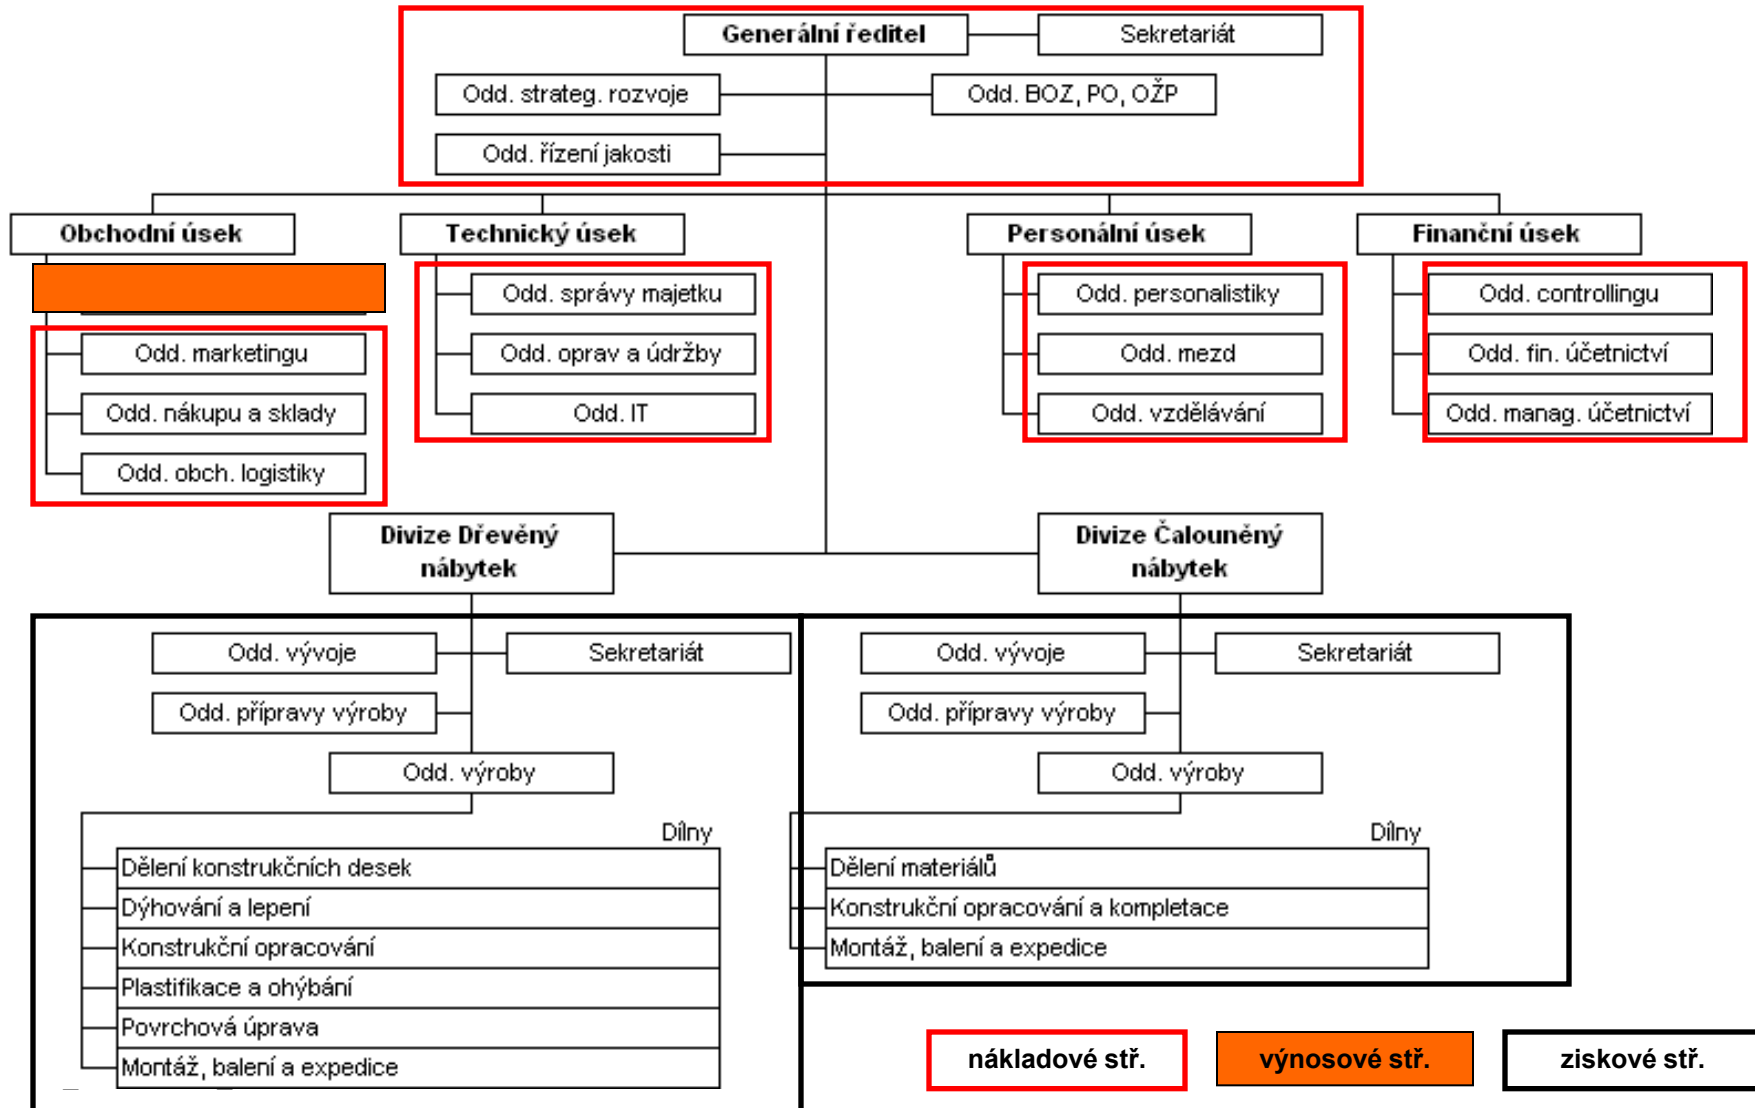 Generální ředitel
Sekretariát
Odd. strateg. rozvoje
Odd. BOZ, PO, OŽP
Odd. řízení jakosti
Obchodní úsek
Technický úsek
Personální úsek
Finanční úsek
Odd. správy majetku
Odd. personalistiky
Odd. controllingu
Odd. marketingu
Odd. oprav a údržby
Odd. mezd
Odd. fin. účetnictví
Odd. nákupu a sklady
Odd. IT
Odd. vzdělávání
Odd. manag. účetnictví
Odd. obch. logistiky
Divize Dřevěný
nábytek
Divize Čalouněný
nábytek
Odd. vývoje
Sekretariát
Odd. přípravy výroby
Odd. výroby
Dílny
Dělení konstrukčních desek
Dýhování a lepení
Konstrukční opracování
Plastifikace a ohýbání
Povrchová úprava
Montáž, balení a expedice
Odd. vývoje
Sekretariát
Odd. přípravy výroby
Odd. výroby
Dílny
Dělení materiálů
Konstrukční opracování a kompletace
Montáž, balení a expedice
nákladové stř.
výnosové stř.
ziskové stř.